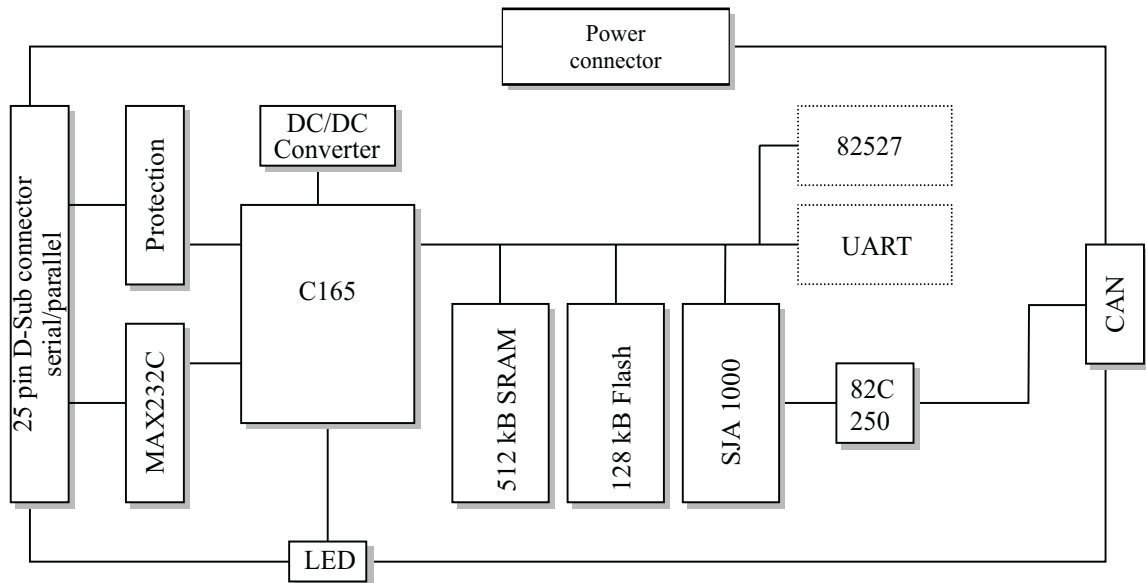 Power
connector
25 pin D-Sub connector
serial/parallel
Protection
DC/DC
Converter
82527
UART
C165
CAN
MAX232C
512 kB SRAM
128 kB Flash
SJA 1000
82C
250
LED